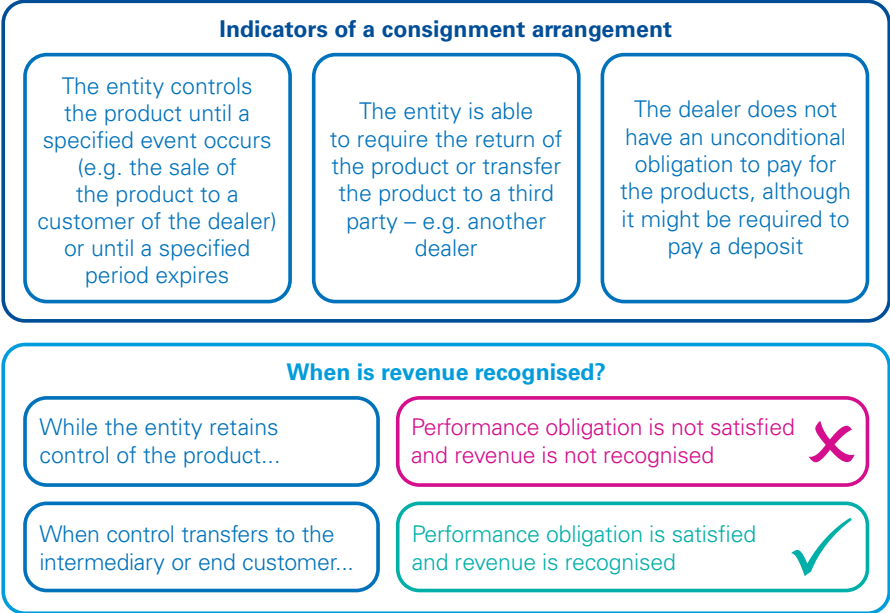 Indicators of a consignment arrangement
The entity controls
the product until a
specified event occurs
(e.g. the sale of
the product to a
customer of the dealer)
or until a specified
period expires
The entity is able
to require the return of
the product or transfer
the product to a third
party – e.g. another
dealer
The dealer does not
have an unconditional
obligation to pay for
the products, although
it might be required to
pay a deposit
When is revenue recognised?
While the entity retains
control of the product...
Performance obligation is not satisfied
and revenue is not recognised
When control transfers to the
intermediary or end customer...
Performance obligation is satisfied
and revenue is recognised